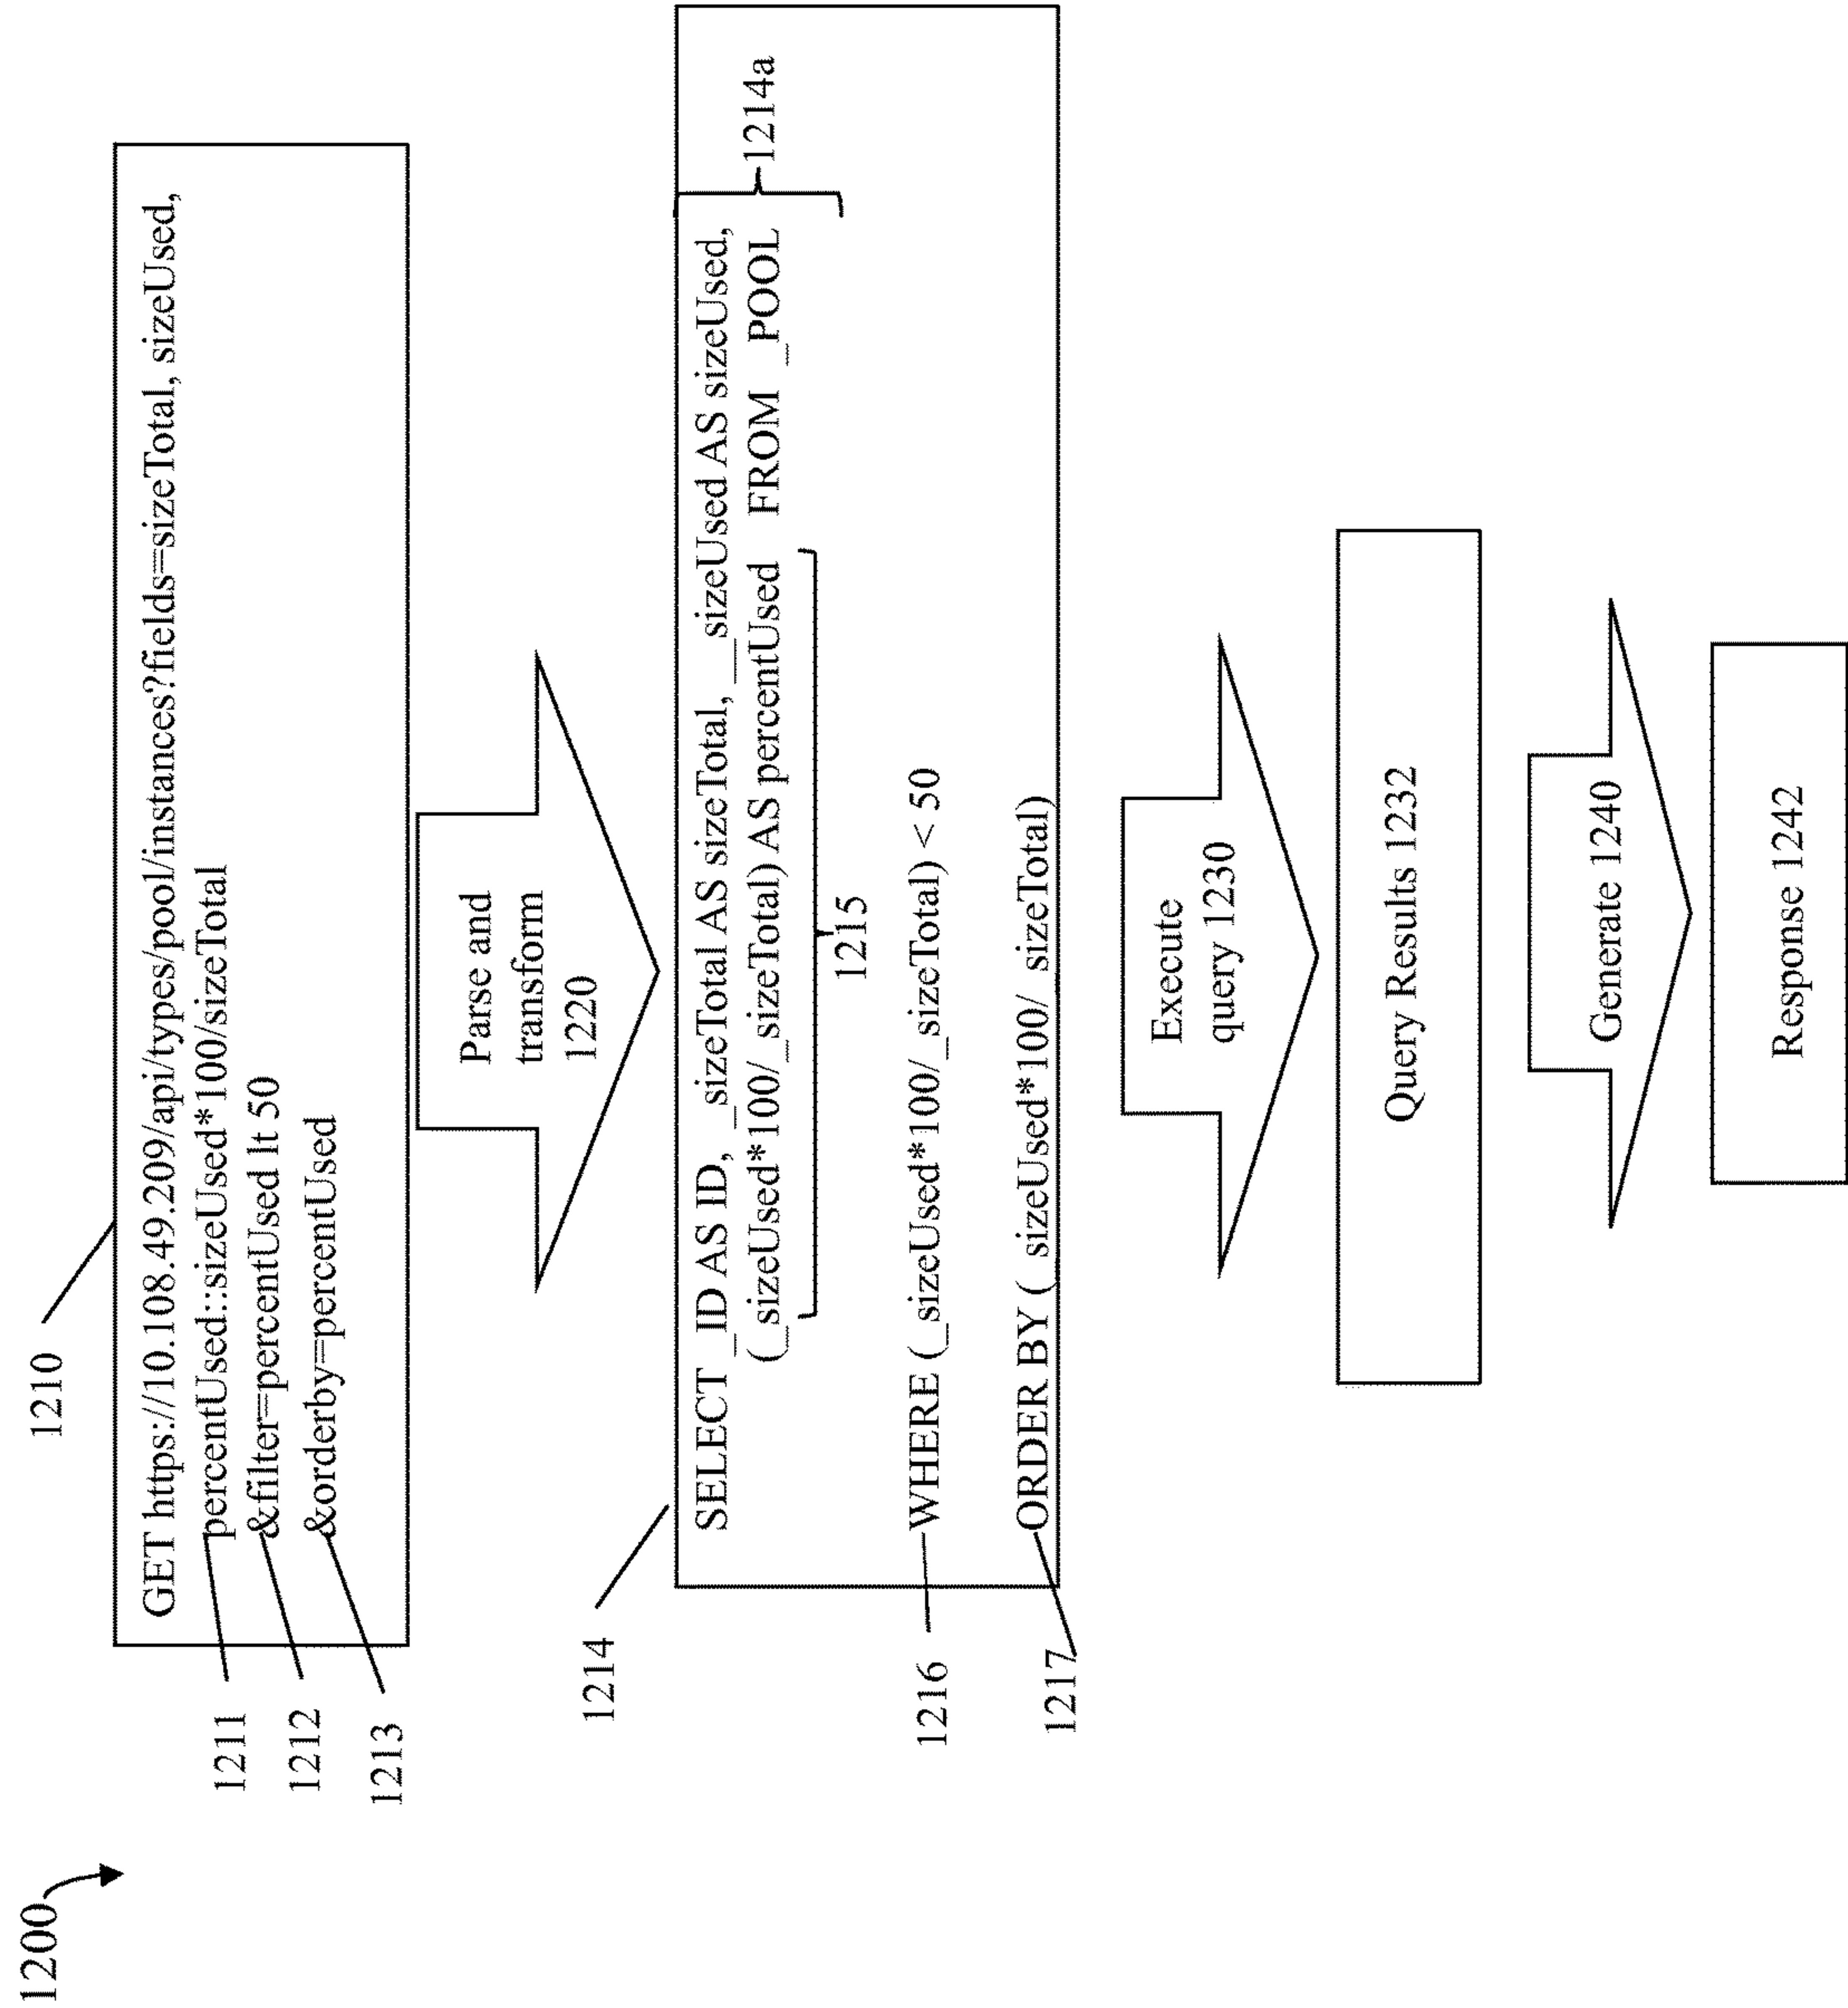 1200
1210
GET https://10.108.49.209/api/types/pool/instances?fields=sizeTotal, sizeUsed,
1211
percentUsed:::sizeUsed*100/sizeTotal
1212
&filter=percentUsed lt 50
1213
&orderby=percentUsed
Parse and
transform
1220
1214
SELECT _ID AS ID, _sizeTotal AS sizeTotal, __sizeUsed AS sizeUsed,
(_sizeUsed*100/_sizeTotal) AS percentUsed FROM _POOL
1214a
1215
1216
WHERE (_sizeUsed*100/_sizeTotal) < 50
1217
ORDER BY (_sizeUsed*100/_sizeTotal)
Execute
query 1230
Query Results 1232
Generate 1240
Response 1242